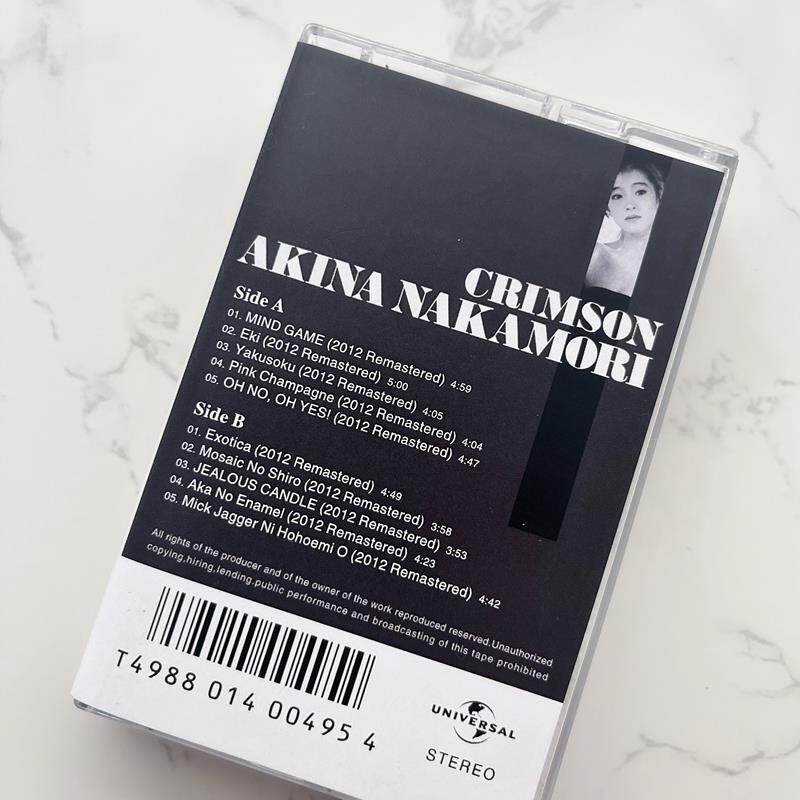 CRIMSON
AKINA NAKAMORI
Side A
01. MIND GAME (2012 Remastered) 4:59
02. Eki (2012 Remastered) 5:00
03. Yakusoku (2012 Remastered) 4:05
04. Pink Champagne (2012 Remastered) 4:04
05. OH NO, OH YES! (2012 Remastered) 4:47
Side B
01. Exotica (2012 Remastered) 4:49
02. Mosaic No Shiro (2012 Remastered) 3:58
03. JEALOUS CANDLE (2012 Remastered) 3:53
04. Aka No Enamel (2012 Remastered) 4:23
05. Mick Jagger Ni Hohoemi O (2012 Remastered) 4:42
All rights of the producer and of the owner of the work reproduced reserved.Unauthorized
copying,hiring,lending.public performance and broadcasting of this tape prohibited
T4988 014 00495 4
UNIVERSAL
STEREO